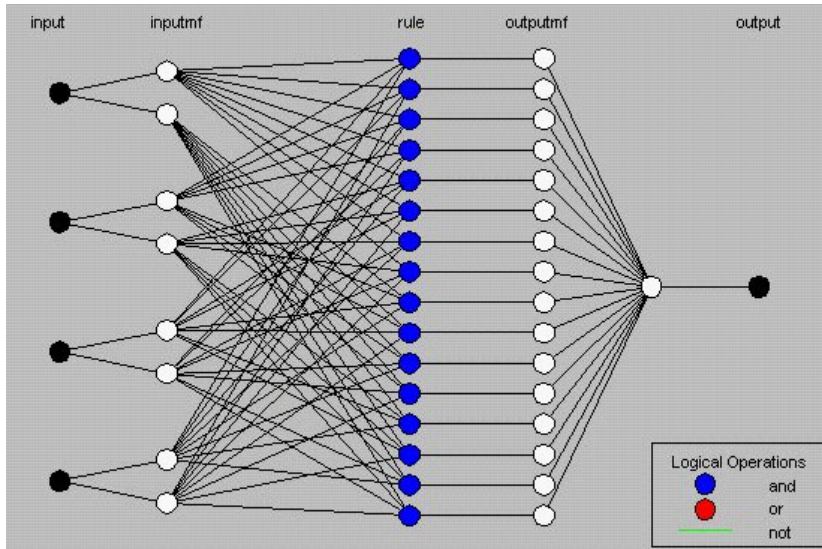 input inputmf rule outputmf output
Logical Operations
and
or
not